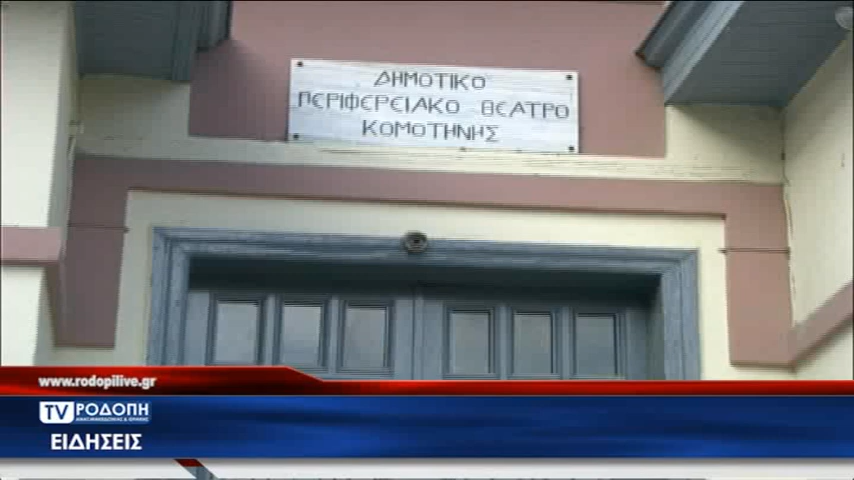 ΔΗΜΟΤΙΚΟ
ΠΕΡΙΦΕΡΕΙΑΚΟ ΘΕΑΤΡΟ
ΚΟΜΟΤΗΝΗΣ
www.rodopilive.gr
TV ΡΟΔΟΠΗ
ΕΙΔΗΣΕΙΣ